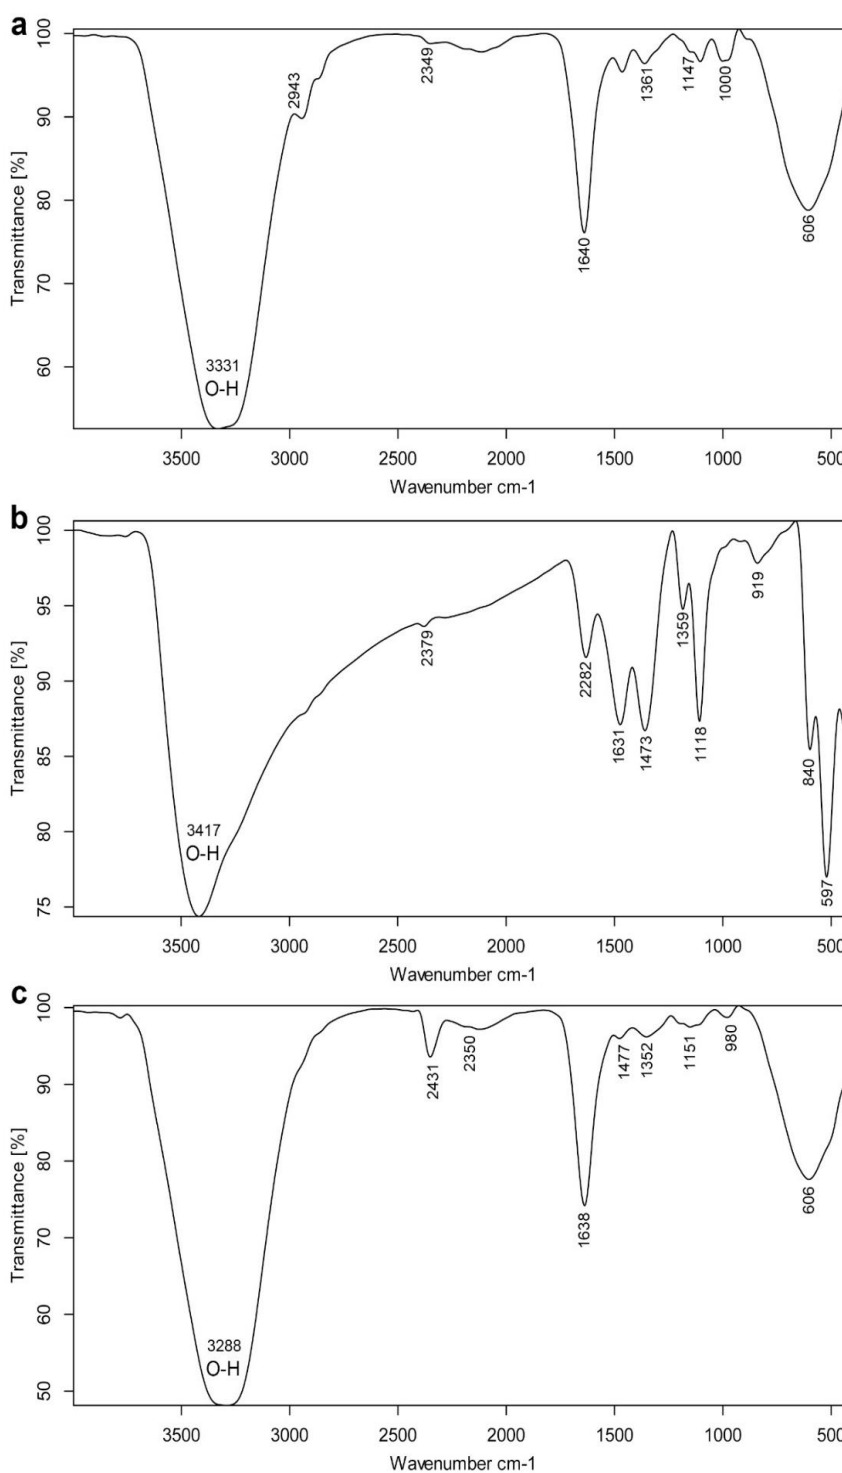 a
Transmittance [%]
100
90
80
70
60
2943
2349
1361
1147
1000
1640
606
3331
O-H
3500 3000 2500 2000 1500 1000 500
Wavenumber cm-1
b
Transmittance [%]
100
95
90
85
80
75
2379
2282
1631
1473
1359
1118
919
840
597
3417
O-H
3500 3000 2500 2000 1500 1000 500
Wavenumber cm-1
c
Transmittance [%]
100
90
80
70
60
50
2431
2350
1477
1352
1151
980
1638
606
3288
O-H
3500 3000 2500 2000 1500 1000 500
Wavenumber cm-1